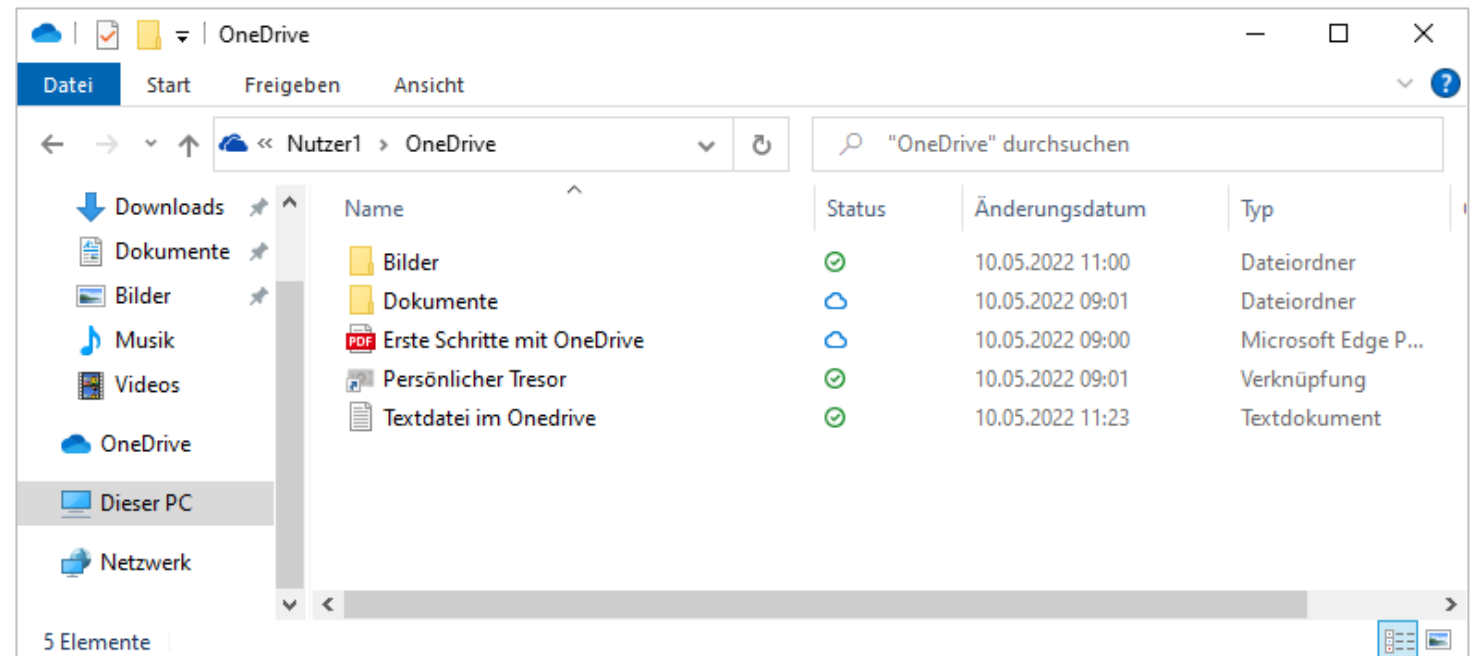 OneDrive
Datei Start Freigeben Ansicht
« Nutzer1 › OneDrive "OneDrive" durchsuchen
Downloads
Dokumente
Bilder
Musik
Videos
OneDrive
Dieser PC
Netzwerk
Name Status Änderungsdatum Typ
Bilder 10.05.2022 11:00 Dateiordner
Dokumente 10.05.2022 09:01 Dateiordner
PDF Erste Schritte mit OneDrive 10.05.2022 09:00 Microsoft Edge P...
Persönlicher Tresor 10.05.2022 09:01 Verknüpfung
Textdatei im Onedrive 10.05.2022 11:23 Textdokument
5 Elemente